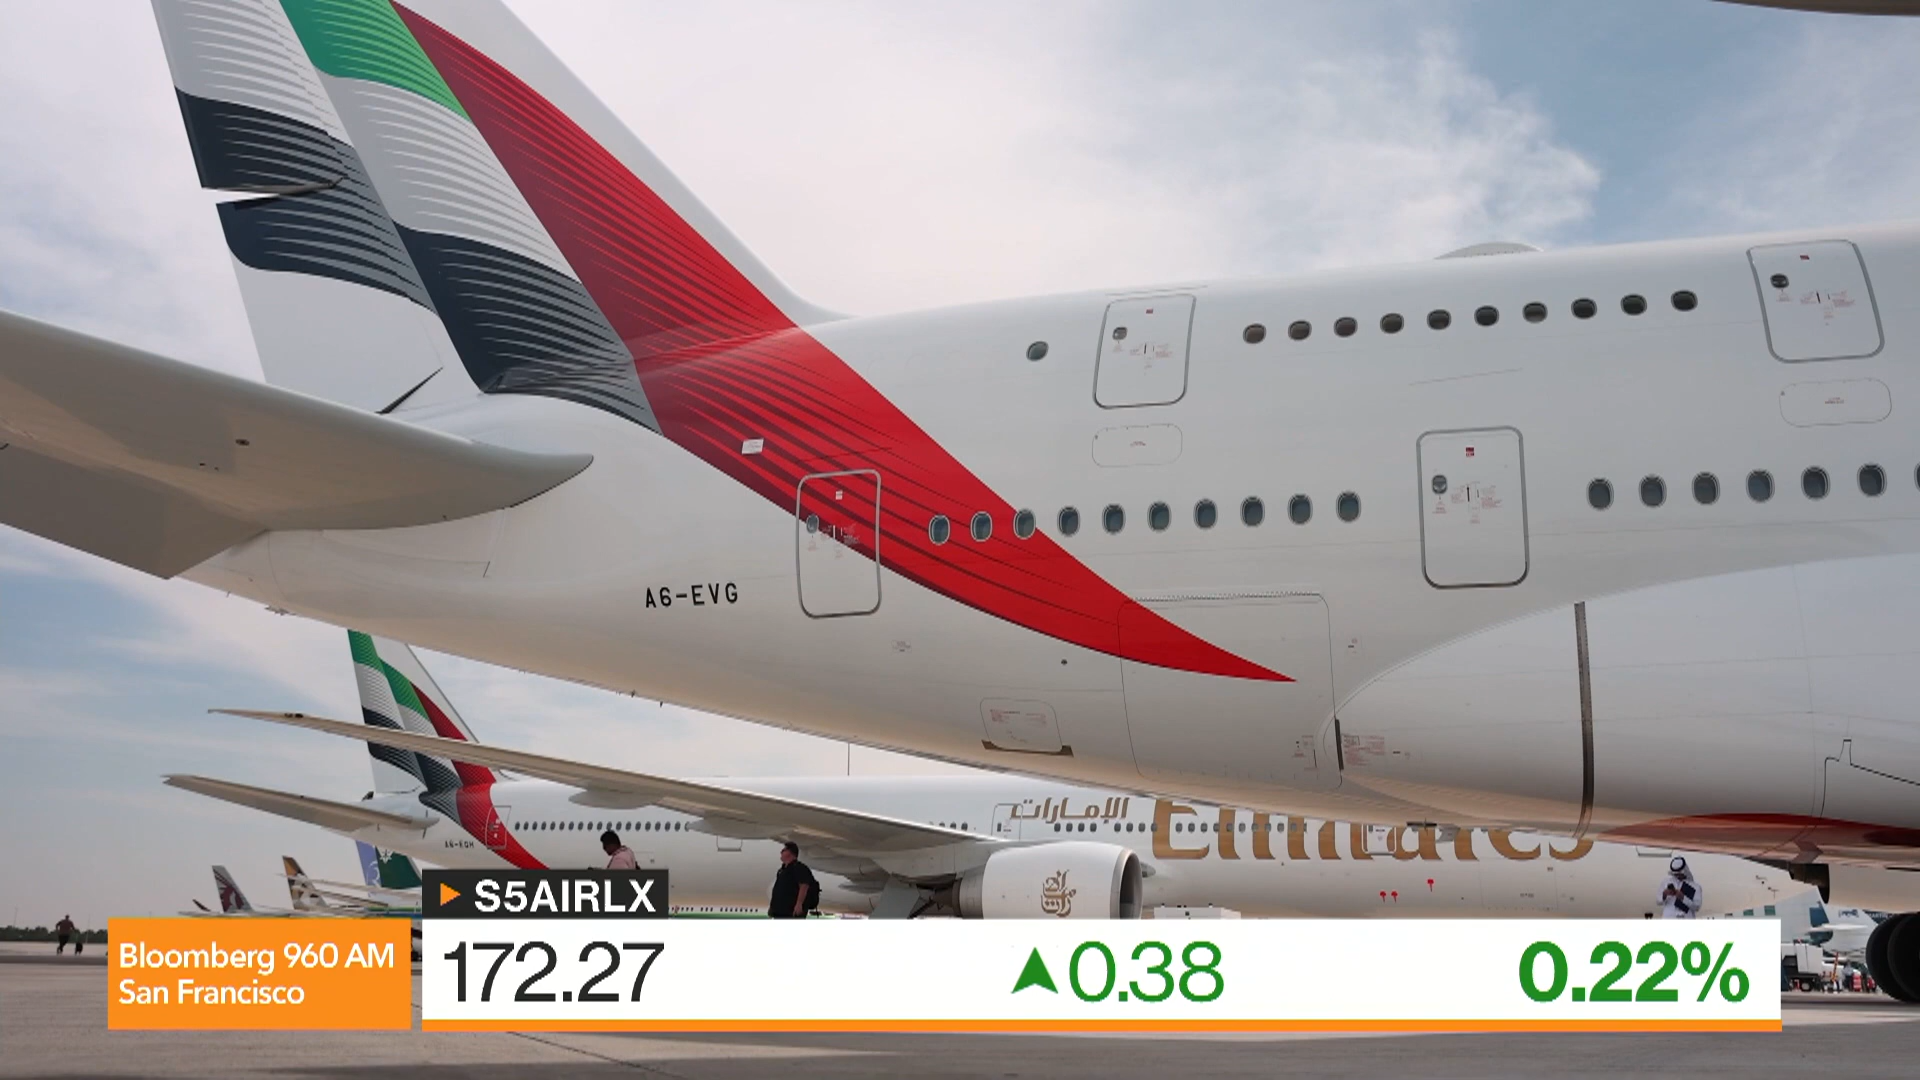 A6-EVG
الإمارات
Emirates
S5AIRLX
Bloomberg 960 AM
San Francisco
172.27
0.38
0.22%